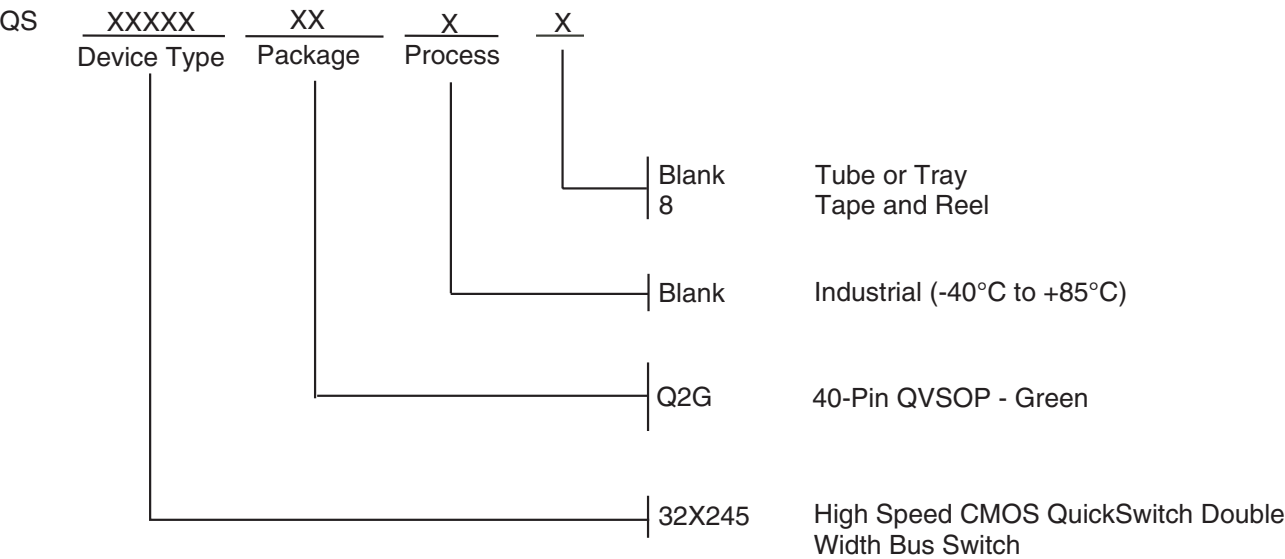 QS XXXXX XX X X
Device Type Package Process
Blank Tube or Tray
8 Tape and Reel
Blank Industrial (-40°C to +85°C)
Q2G 40-Pin QVSOP - Green
32X245 High Speed CMOS QuickSwitch Double
Width Bus Switch